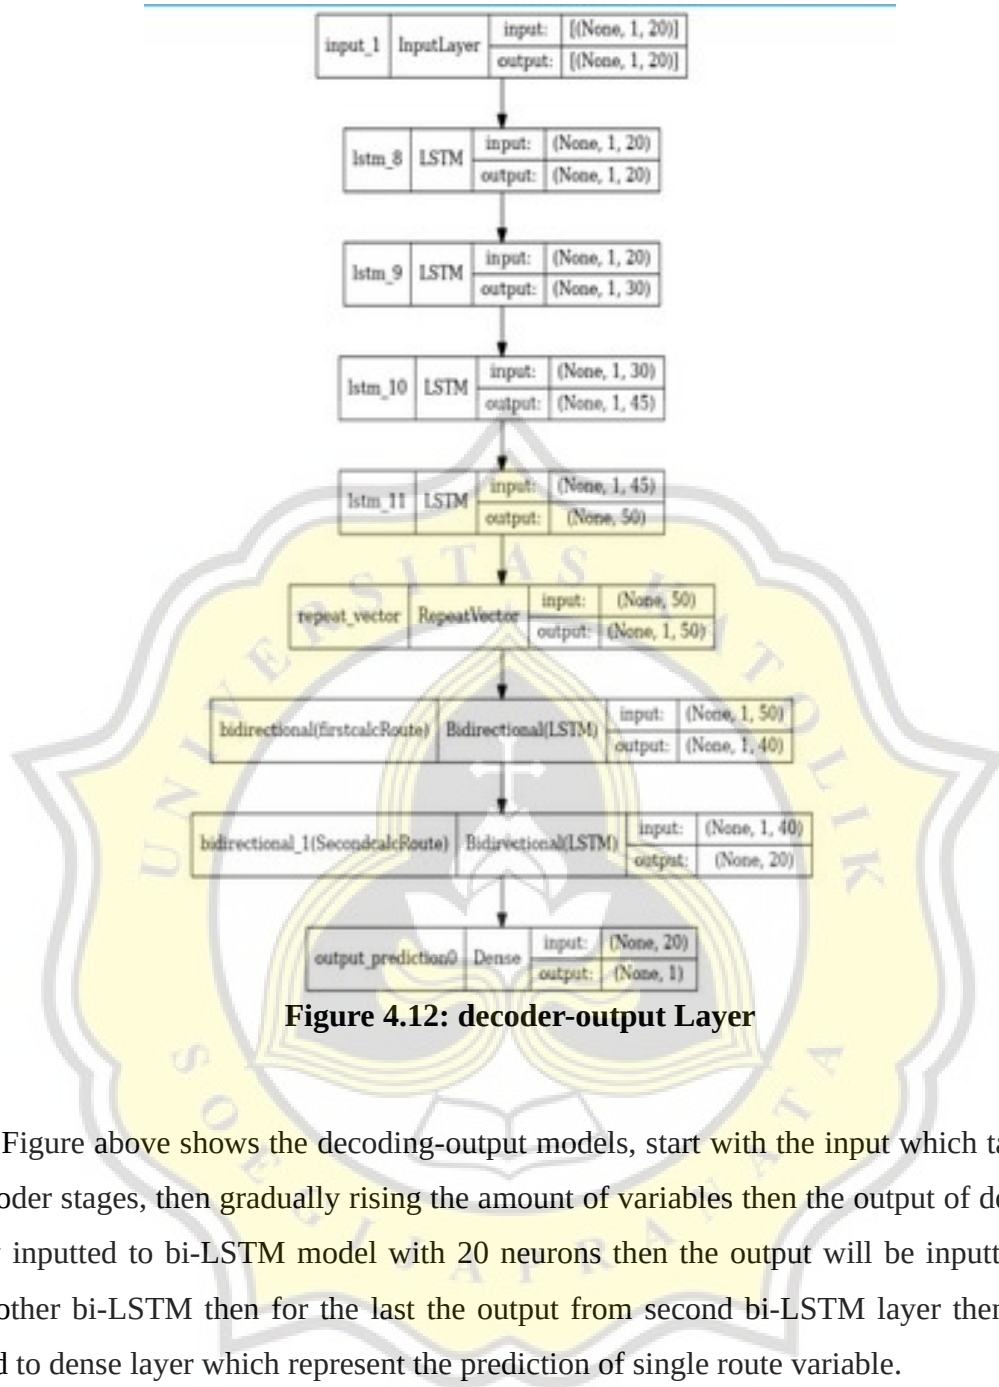 input_1 InputLayer input: [(None, 1, 20)]
output: [(None, 1, 20)]
lstm_8 LSTM input: (None, 1, 20)
output: (None, 1, 20)
lstm_9 LSTM input: (None, 1, 20)
output: (None, 1, 30)
lstm_10 LSTM input: (None, 1, 30)
output: (None, 1, 45)
lstm_11 LSTM input: (None, 1, 45)
output: (None, 50)
repeat_vector RepeatVector input: (None, 50)
output: (None, 1, 50)
bidirectional(firstcalcRoute) Bidirectional(LSTM) input: (None, 1, 50)
output: (None, 1, 40)
bidirectional_1(SecondcalcRoute) Bidirectional(LSTM) input: (None, 1, 40)
output: (None, 20)
output_prediction0 Dense input: (None, 20)
output: (None, 1)
UNIVERSITAS KATOLIK
SOEGIJAPRANATA
Figure 4.12: decoder-output Layer
Figure above shows the decoding-output models, start with the input which ta
oder stages, then gradually rising the amount of variables then the output of de
inputted to bi-LSTM model with 20 neurons then the output will be inputt
other bi-LSTM then for the last the output from second bi-LSTM layer then
d to dense layer which represent the prediction of single route variable.